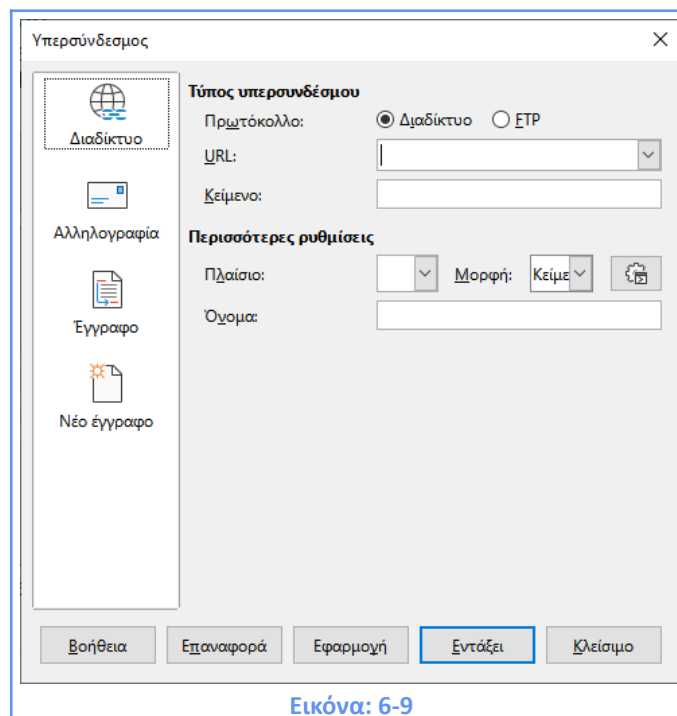 Υπερσύνδεσμος
Διαδίκτυο
Αλληλογραφία
Έγγραφο
Νέο έγγραφο
Τύπος υπερσυνδέσμου
Πρωτόκολλο: Διαδίκτυο FTP
URL:
Κείμενο:
Περισσότερες ρυθμίσεις
Πλαίσιο: Μορφή: Κείμε
Όνομα:
Βοήθεια Επαναφορά Εφαρμογή Εντάξει Κλείσιμο
Εικόνα: 6-9